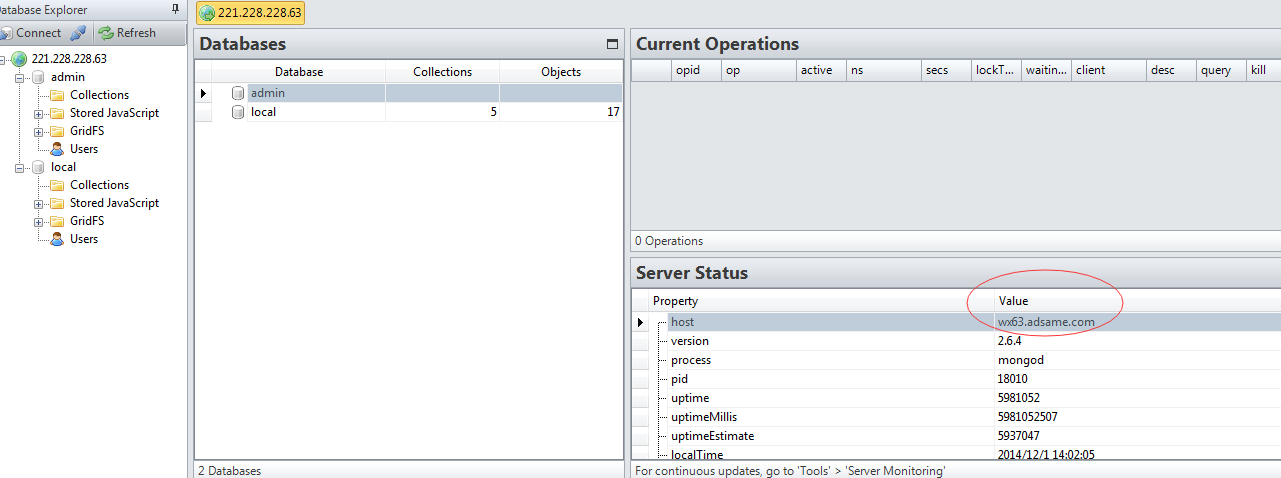 Database Explorer
Connect Refresh
221.228.228.63
admin
Collections
Stored JavaScript
GridFS
Users
local
Collections
Stored JavaScript
GridFS
Users
221.228.228.63
Databases
Database Collections Objects
admin
local 5 17
2 Databases
Current Operations
opid op active ns secs lockT... waitin... client desc query kill
0 Operations
Server Status
Property Value
host wx63.adsame.com
version 2.6.4
process mongod
pid 18010
uptime 5981052
uptimeMillis 5981052507
uptimeEstimate 5937047
localTime 2014/12/1 14:02:05
For continuous updates, go to 'Tools' > 'Server Monitoring'